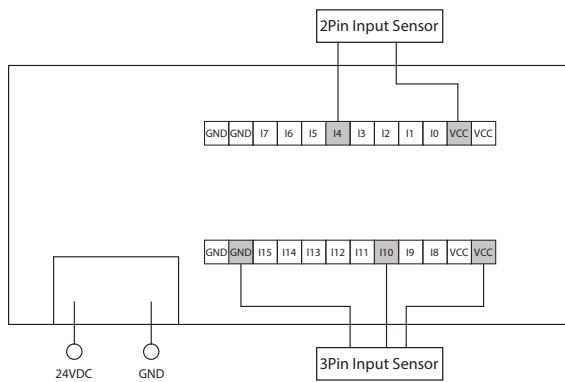 2Pin Input Sensor
GND GND I7 I6 I5 I4 I3 I2 I1 I0 VCC VCC
GND GND I15 I14 I13 I12 I11 I10 I9 I8 VCC VCC
24VDC GND
3Pin Input Sensor